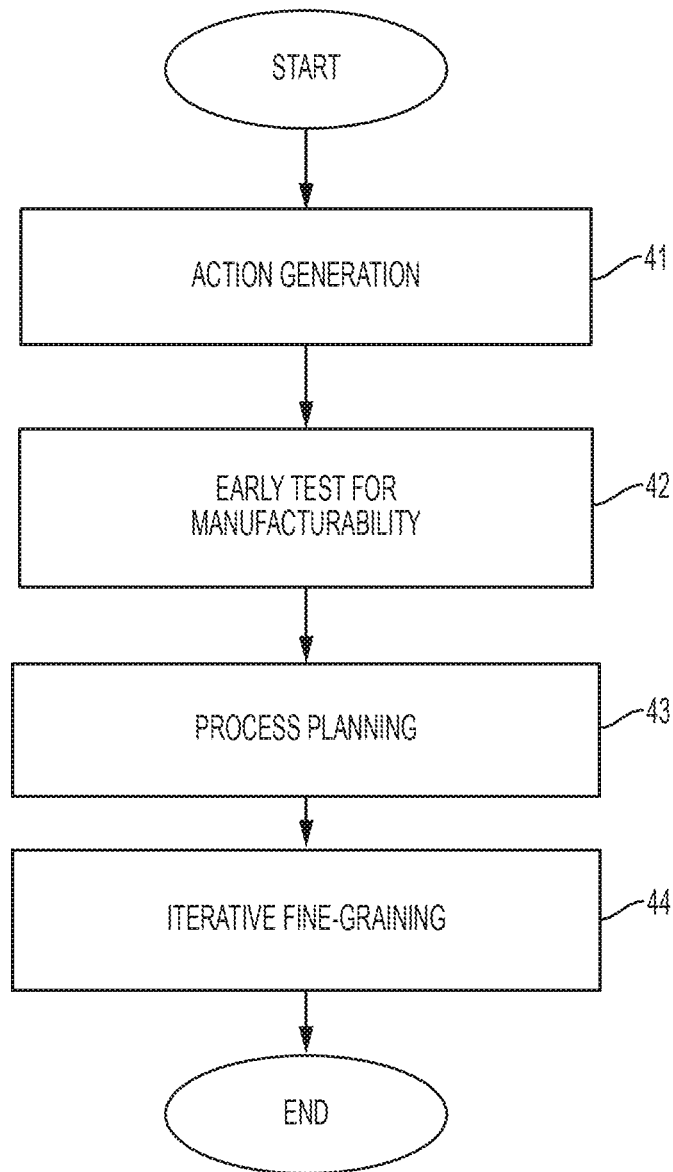 START
ACTION GENERATION
41
EARLY TEST FOR
MANUFACTURABILITY
42
PROCESS PLANNING
43
ITERATIVE FINE-GRAINING
44
END